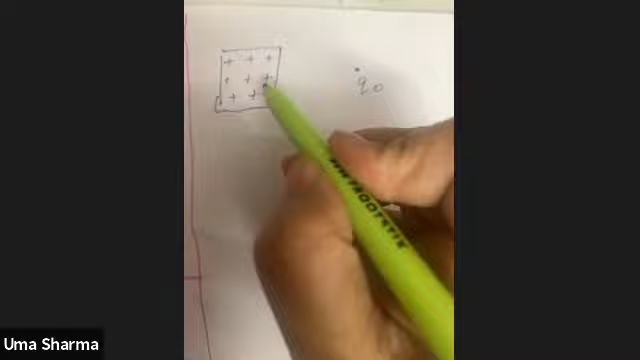 + + +
+ + +
+ +
q₀
Uma Sharma